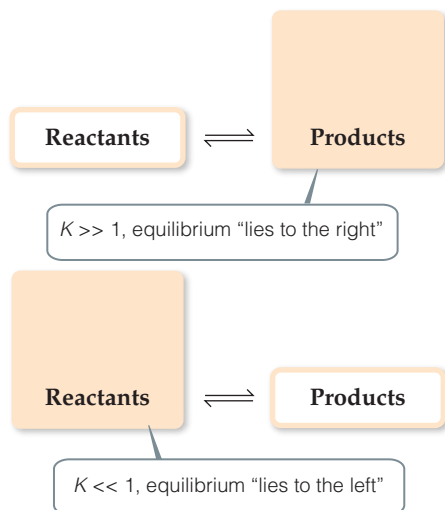 Reactants ⇌ Products
K >> 1, equilibrium “lies to the right”
Reactants ⇌ Products
K << 1, equilibrium “lies to the left”